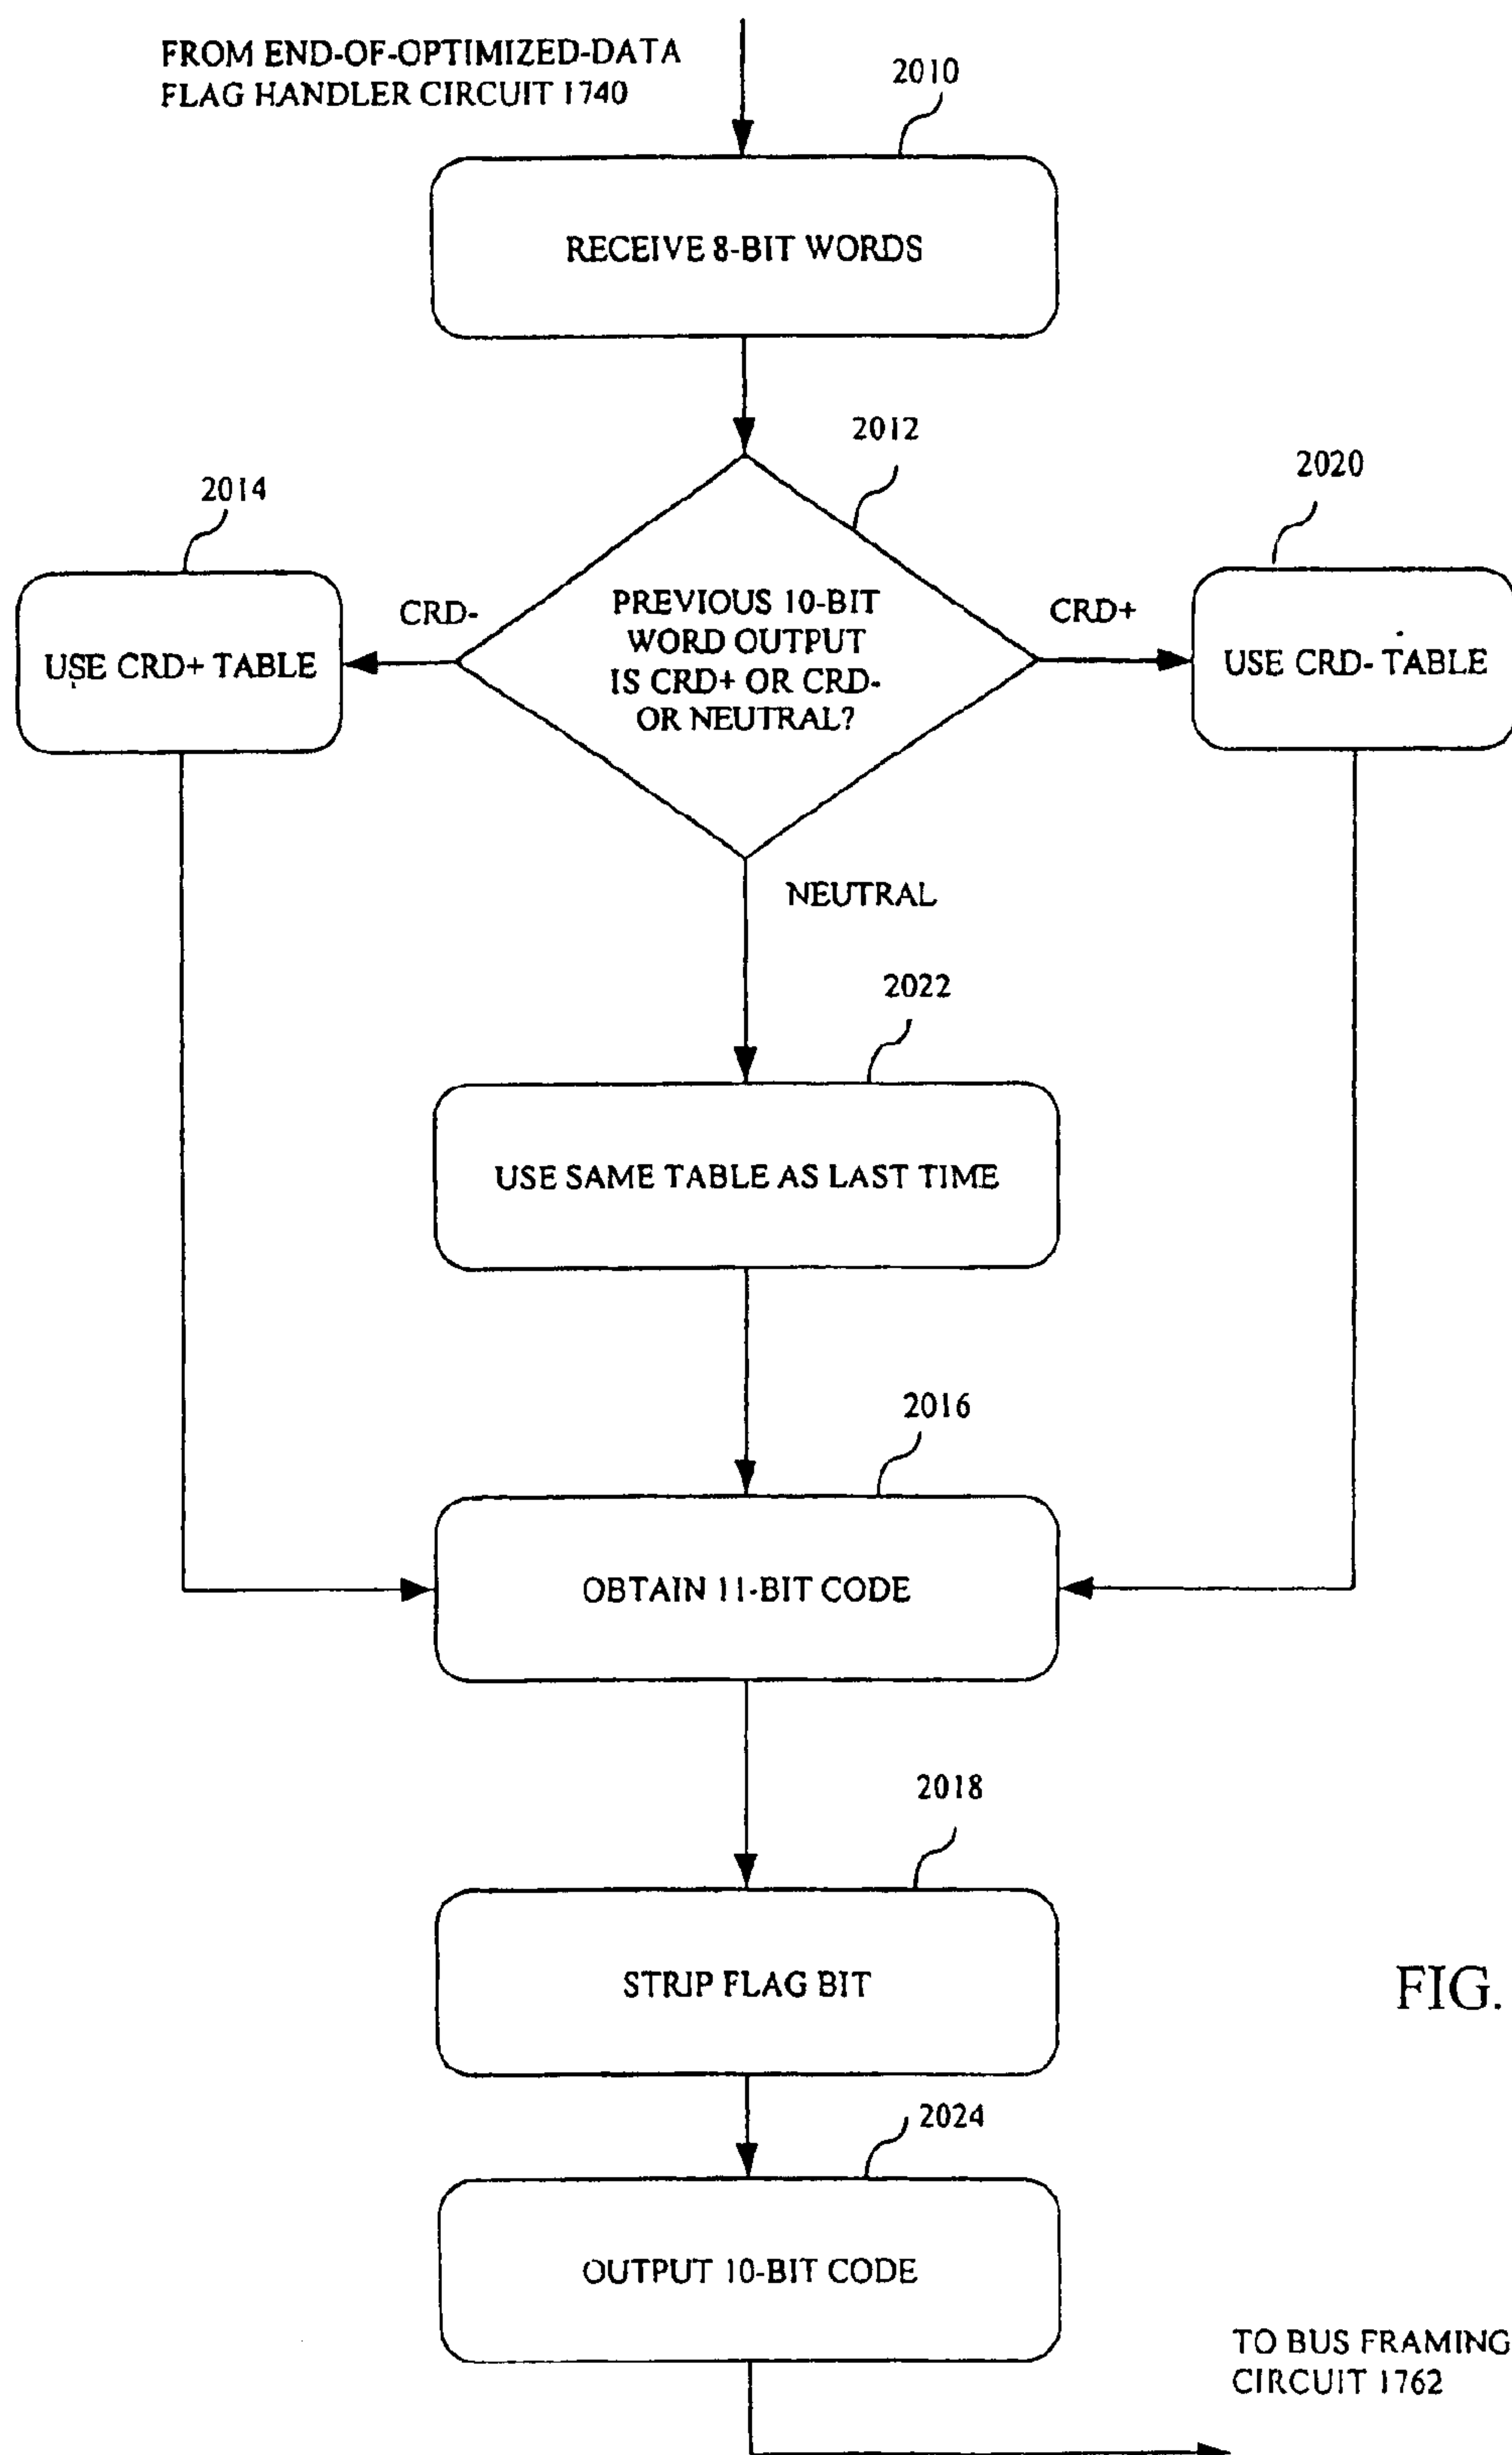 FROM END-OF-OPTIMIZED-DATA
FLAG HANDLER CIRCUIT 1740
2010
RECEIVE 8-BIT WORDS
2012
2014
2020
CRD-
PREVIOUS 10-BIT
WORD OUTPUT
IS CRD+ OR CRD-
OR NEUTRAL?
CRD+
USE CRD+ TABLE
USE CRD- TABLE
NEUTRAL
2022
USE SAME TABLE AS LAST TIME
2016
OBTAIN 11-BIT CODE
2018
STRIP FLAG BIT
FIG.
2024
OUTPUT 10-BIT CODE
TO BUS FRAMING
CIRCUIT 1762